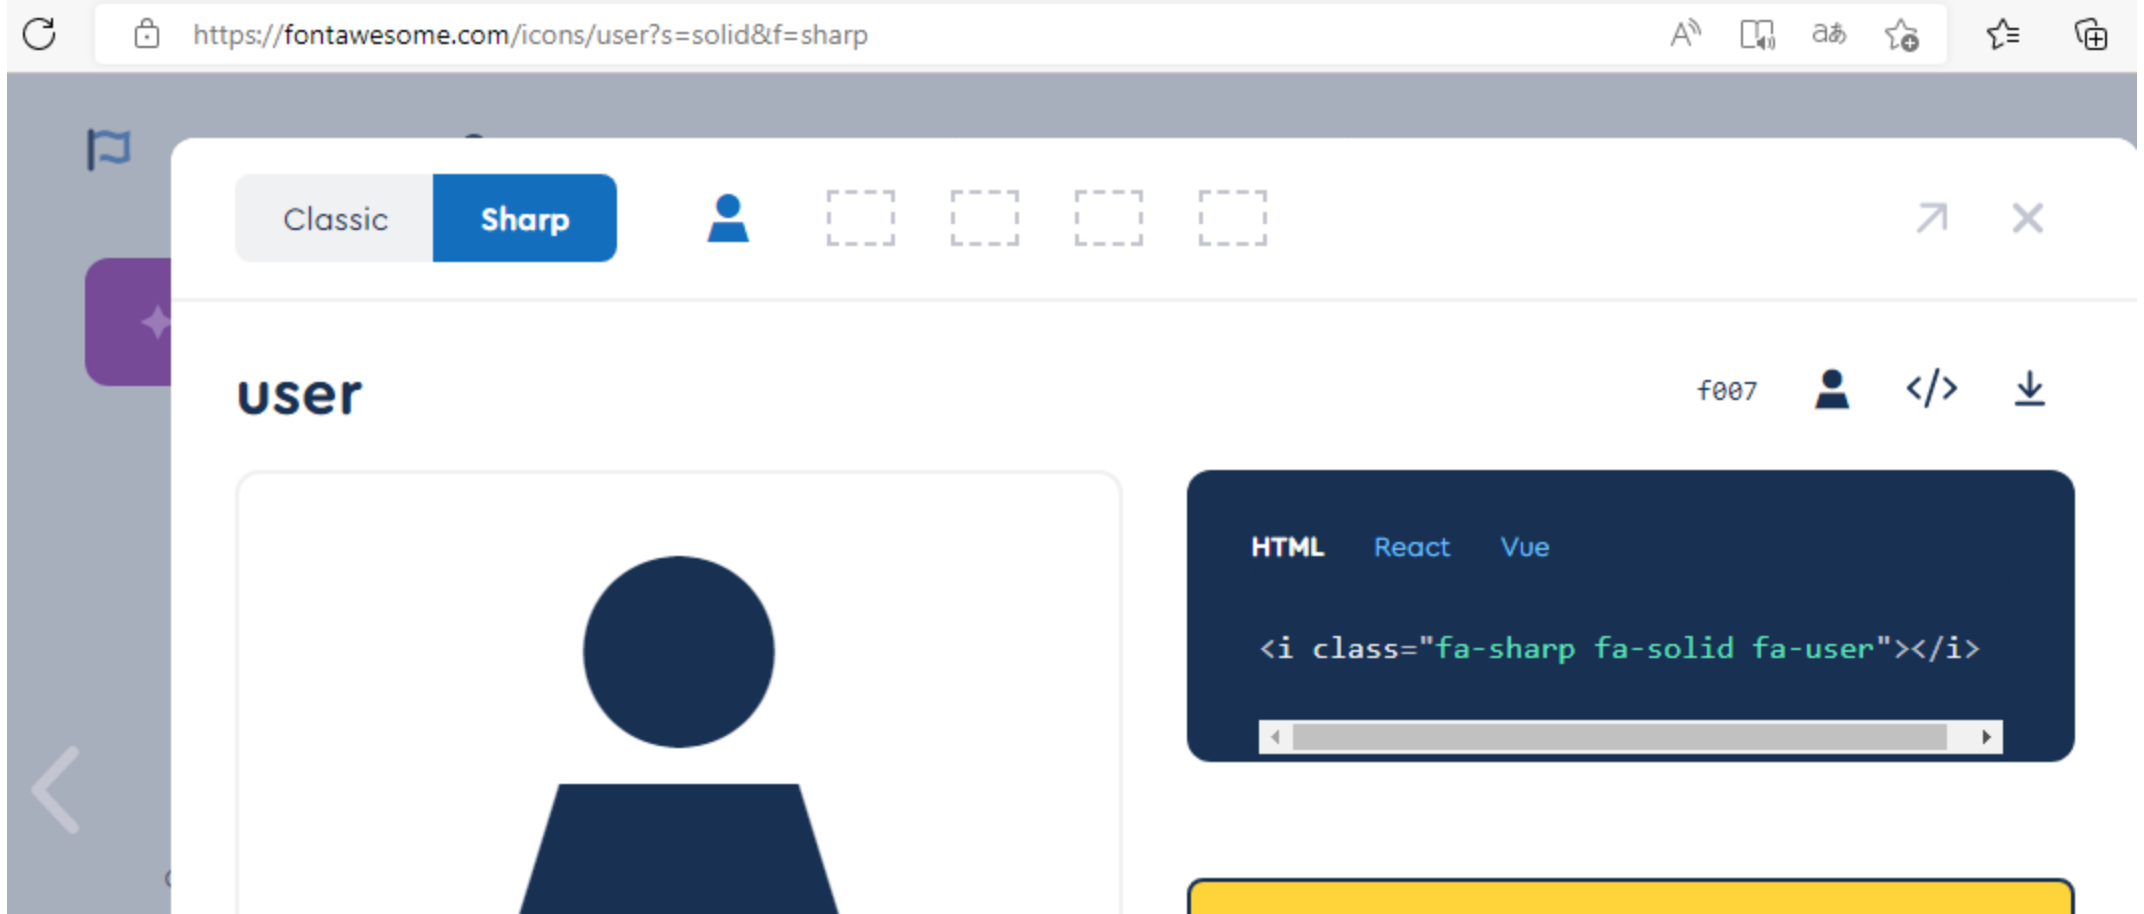 https://fontawesome.com/icons/user?s=solid&f=sharp
Classic Sharp
user
f007
HTML React Vue
<i class="fa-sharp fa-solid fa-user"></i>